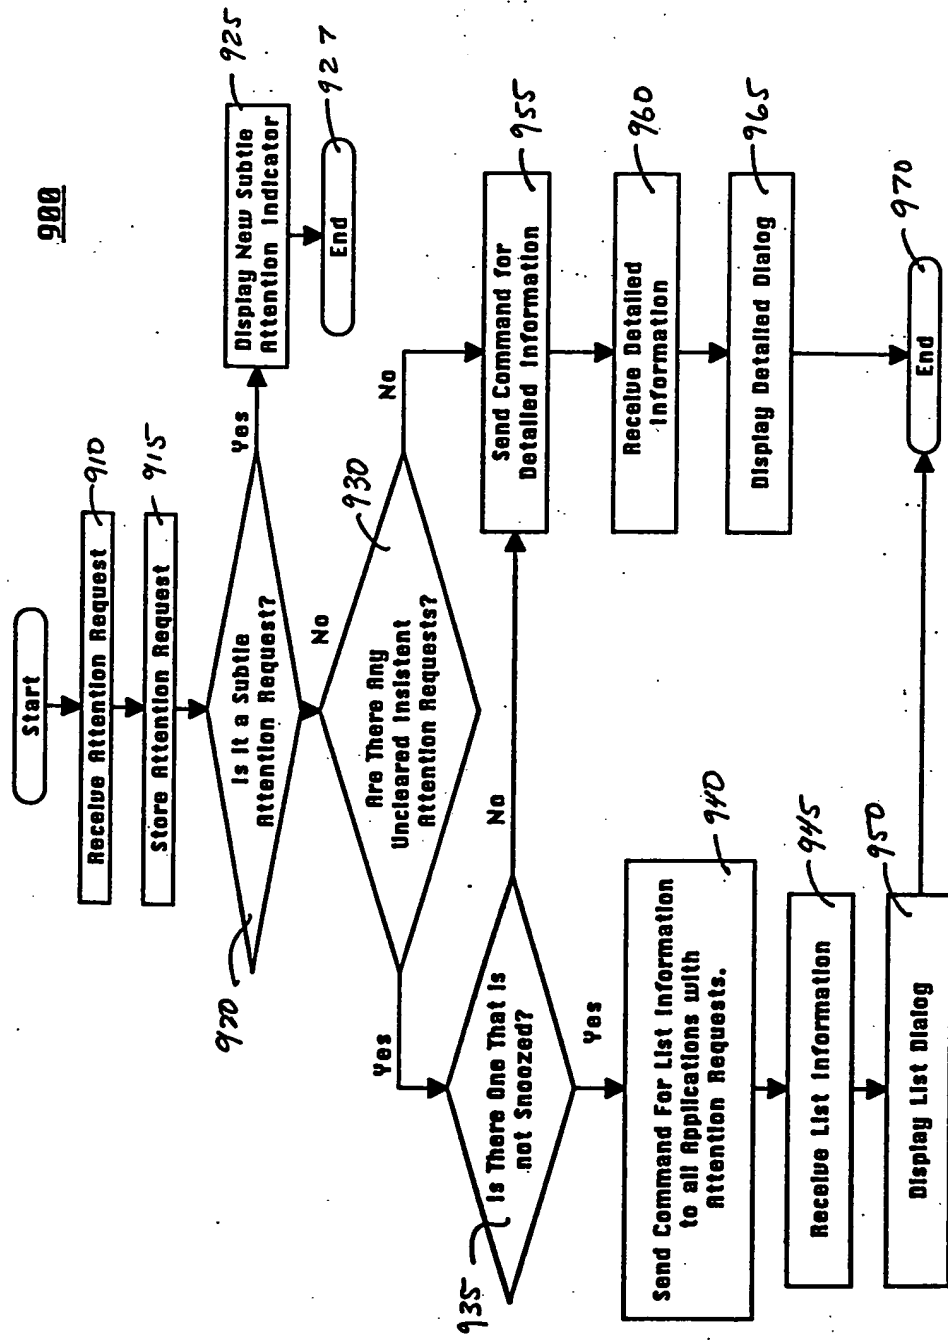 900
Start
Receive Attention Request
910
Store Attention Request
915
Is it a Subtle
Attention Request?
920
Yes
Display New Subtle
Attention Indicator
925
End
927
No
Are There Any
Uncleared Insistent
Attention Requests?
930
No
Yes
Is There One That is
not Snoozed?
935
No
Yes
Send Command for
Detailed Information
955
Receive Detailed
Information
960
Display Detailed Dialog
965
Send Command For List Information
to all Applications with
Attention Requests.
940
Receive List Information
945
Display List Dialog
950
End
970